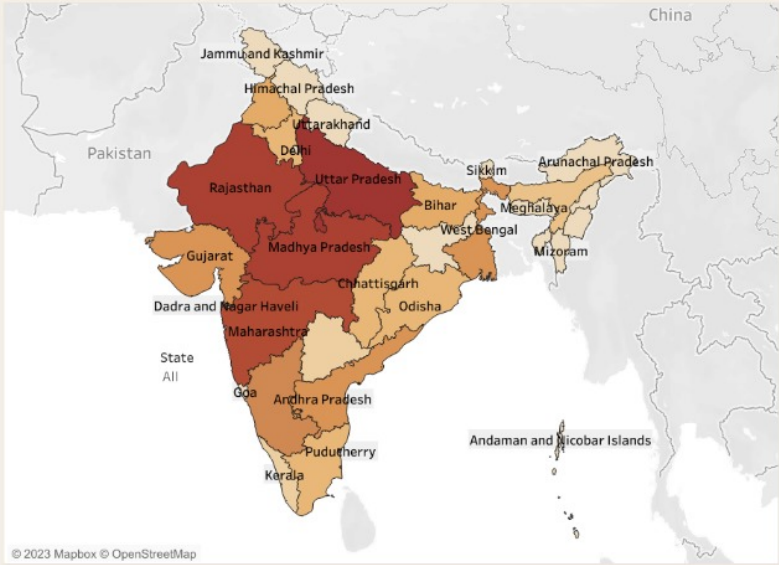 China
Jammu and Kashmir
Himachal Pradesh
Uttarakhand
Pakistan
Delhi
Sikkim
Arunachal Pradesh
Rajasthan
Uttar Pradesh
Bihar
Meghalaya
West Bengal
Gujarat
Madhya Pradesh
Mizoram
Chhattisgarh
Dadra and Nagar Haveli
Odisha
Maharashtra
State
All
Goa
Andhra Pradesh
Andaman and Nicobar Islands
Puducherry
Kerala
© 2023 Mapbox © OpenStreetMap